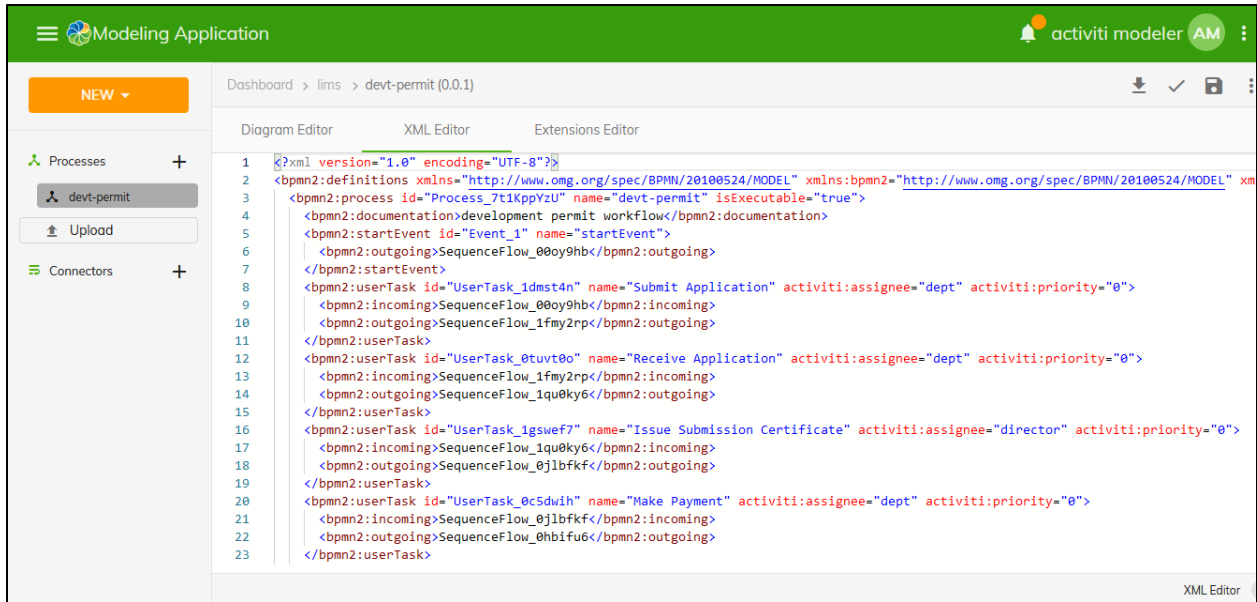 Modeling Application
activiti modeler AM
NEW
Dashboard > lims > devt-permit (0.0.1)
Diagram Editor XML Editor Extensions Editor
Processes +
devt-permit
Upload
Connectors +
1 <?xml version="1.0" encoding="UTF-8"?>
2 <bpmn2:definitions xmlns="http://www.omg.org/spec/BPMN/20100524/MODEL" xmlns:bpmn2="http://www.omg.org/spec/BPMN/20100524/MODEL" xm
3 <bpmn2:process id="Process_7t1KppYzU" name="devt-permit" isExecutable="true">
4 <bpmn2:documentation>development permit workflow</bpmn2:documentation>
5 <bpmn2:startEvent id="Event_1" name="startEvent">
6 <bpmn2:outgoing>SequenceFlow_00oy9hb</bpmn2:outgoing>
7 </bpmn2:startEvent>
8 <bpmn2:userTask id="UserTask_1dmst4n" name="Submit Application" activiti:assignee="dept" activiti:priority="0">
9 <bpmn2:incoming>SequenceFlow_00oy9hb</bpmn2:incoming>
10 <bpmn2:outgoing>SequenceFlow_1fmy2rp</bpmn2:outgoing>
11 </bpmn2:userTask>
12 <bpmn2:userTask id="UserTask_0tuvt0o" name="Receive Application" activiti:assignee="dept" activiti:priority="0">
13 <bpmn2:incoming>SequenceFlow_1fmy2rp</bpmn2:incoming>
14 <bpmn2:outgoing>SequenceFlow_1qu0ky6</bpmn2:outgoing>
15 </bpmn2:userTask>
16 <bpmn2:userTask id="UserTask_1gswef7" name="Issue Submission Certificate" activiti:assignee="director" activiti:priority="0">
17 <bpmn2:incoming>SequenceFlow_1qu0ky6</bpmn2:incoming>
18 <bpmn2:outgoing>SequenceFlow_0jlbfkf</bpmn2:outgoing>
19 </bpmn2:userTask>
20 <bpmn2:userTask id="UserTask_0c5dwih" name="Make Payment" activiti:assignee="dept" activiti:priority="0">
21 <bpmn2:incoming>SequenceFlow_0jlbfkf</bpmn2:incoming>
22 <bpmn2:outgoing>SequenceFlow_0hbifu6</bpmn2:outgoing>
23 </bpmn2:userTask>
XML Editor